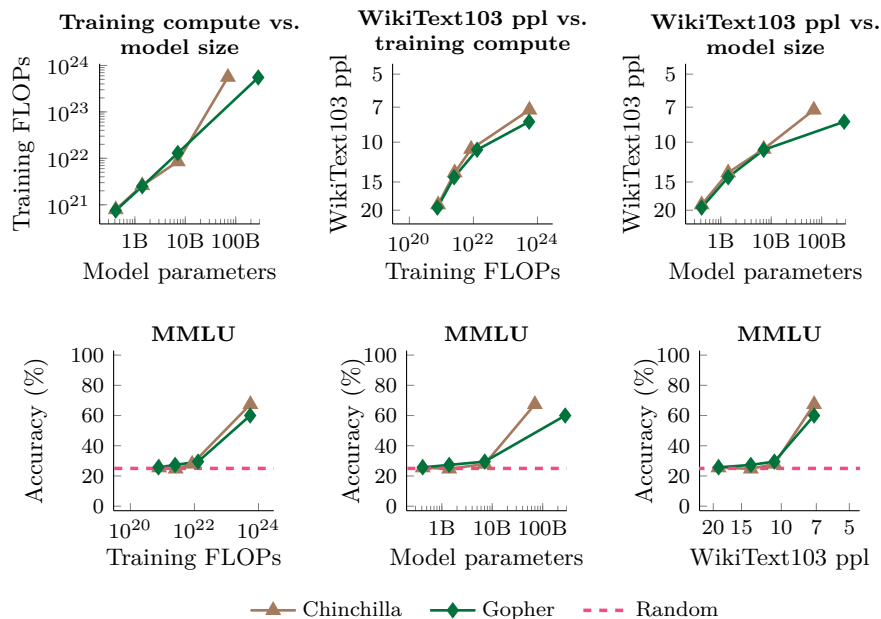 Training compute vs.
model size
Training FLOPs
10^24
10^23
10^22
10^21
1B 10B 100B
Model parameters
WikiText103 ppl vs.
training compute
WikiText103 ppl
5
7
10
15
20
10^20 10^22 10^24
Training FLOPs
WikiText103 ppl vs.
model size
WikiText103 ppl
5
7
10
15
20
1B 10B 100B
Model parameters
MMLU
Accuracy (%)
100
80
60
40
20
0
10^20 10^22 10^24
Training FLOPs
MMLU
Accuracy (%)
100
80
60
40
20
0
1B 10B 100B
Model parameters
MMLU
Accuracy (%)
100
80
60
40
20
0
20 15 10 7 5
WikiText103 ppl
Chinchilla Gopher Random